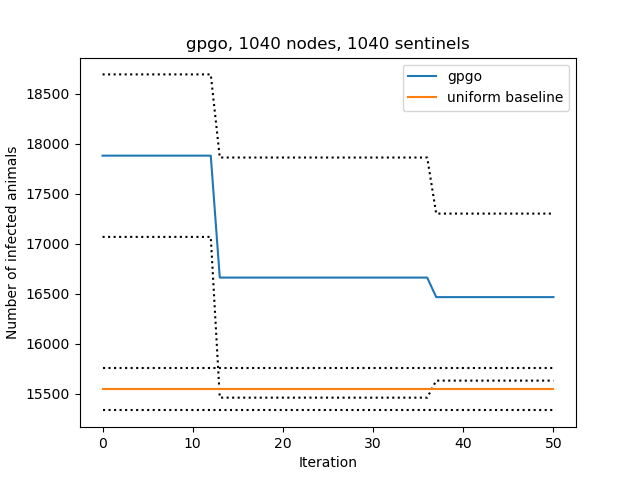 gpgo, 1040 nodes, 1040 sentinels
gpgo
uniform baseline
Number of infected animals
18500
18000
17500
17000
16500
16000
15500
0 10 20 30 40 50
Iteration